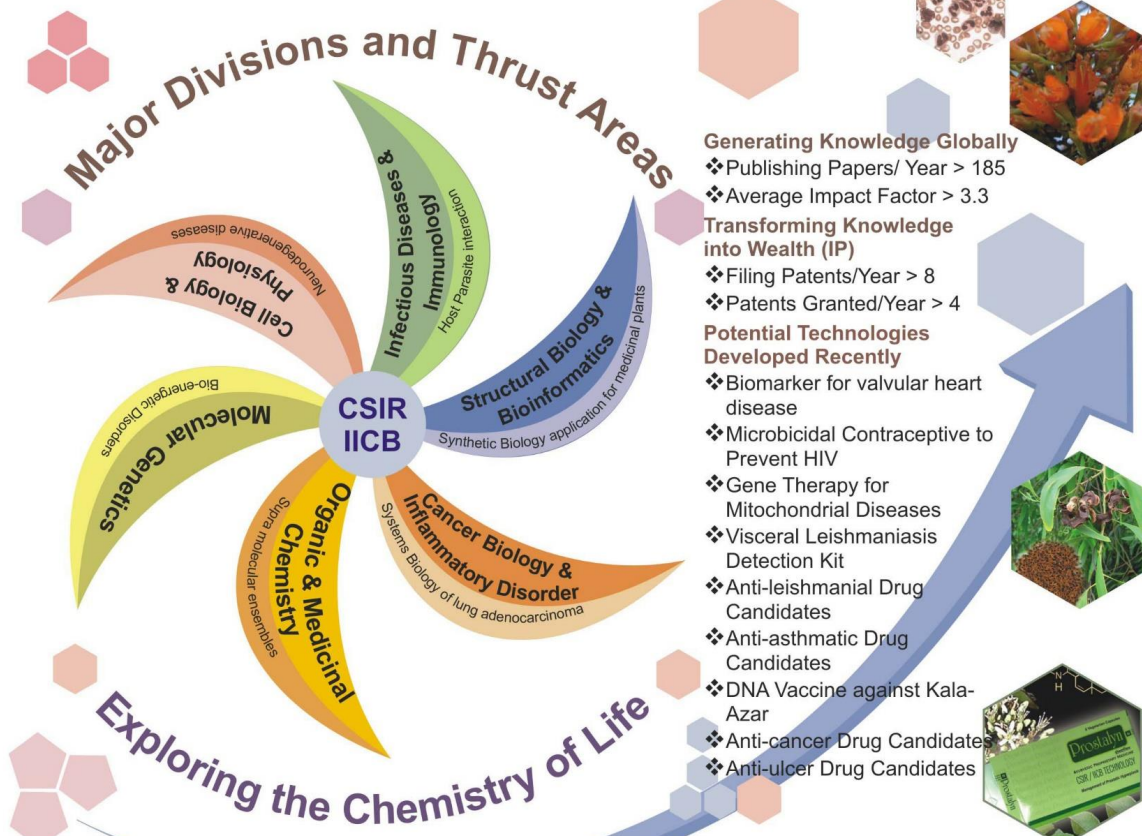 Major Divisions and Thrust Areas
Infectious Diseases &
Immunology
Host Parasite interaction
Structural Biology &
Bioinformatics
Synthetic Biology application for medicinal plants
Cancer Biology &
Inflammatory Disorder
Systems Biology of lung adenocarcinoma
Organic & Medicinal
Chemistry
Supra molecular ensembles
Molecular Genetics
Bio-energetic Disorders
Cell Biology &
Physiology
Neurodegenerative diseases
CSIR
IICB
Exploring the Chemistry of Life
Generating Knowledge Globally
❖Publishing Papers/ Year > 185
❖Average Impact Factor > 3.3
Transforming Knowledge
into Wealth (IP)
❖Filing Patents/Year > 8
❖Patents Granted/Year > 4
Potential Technologies
Developed Recently
❖Biomarker for valvular heart
disease
❖Microbicidal Contraceptive to
Prevent HIV
❖Gene Therapy for
Mitochondrial Diseases
❖Visceral Leishmaniasis
Detection Kit
❖Anti-leishmanial Drug
Candidates
❖Anti-asthmatic Drug
Candidates
❖DNA Vaccine against Kala-
Azar
❖Anti-cancer Drug Candidates
❖Anti-ulcer Drug Candidates
N
H
Prostalyn
CSIR / IICB TECHNOLOGY
Prostalyn